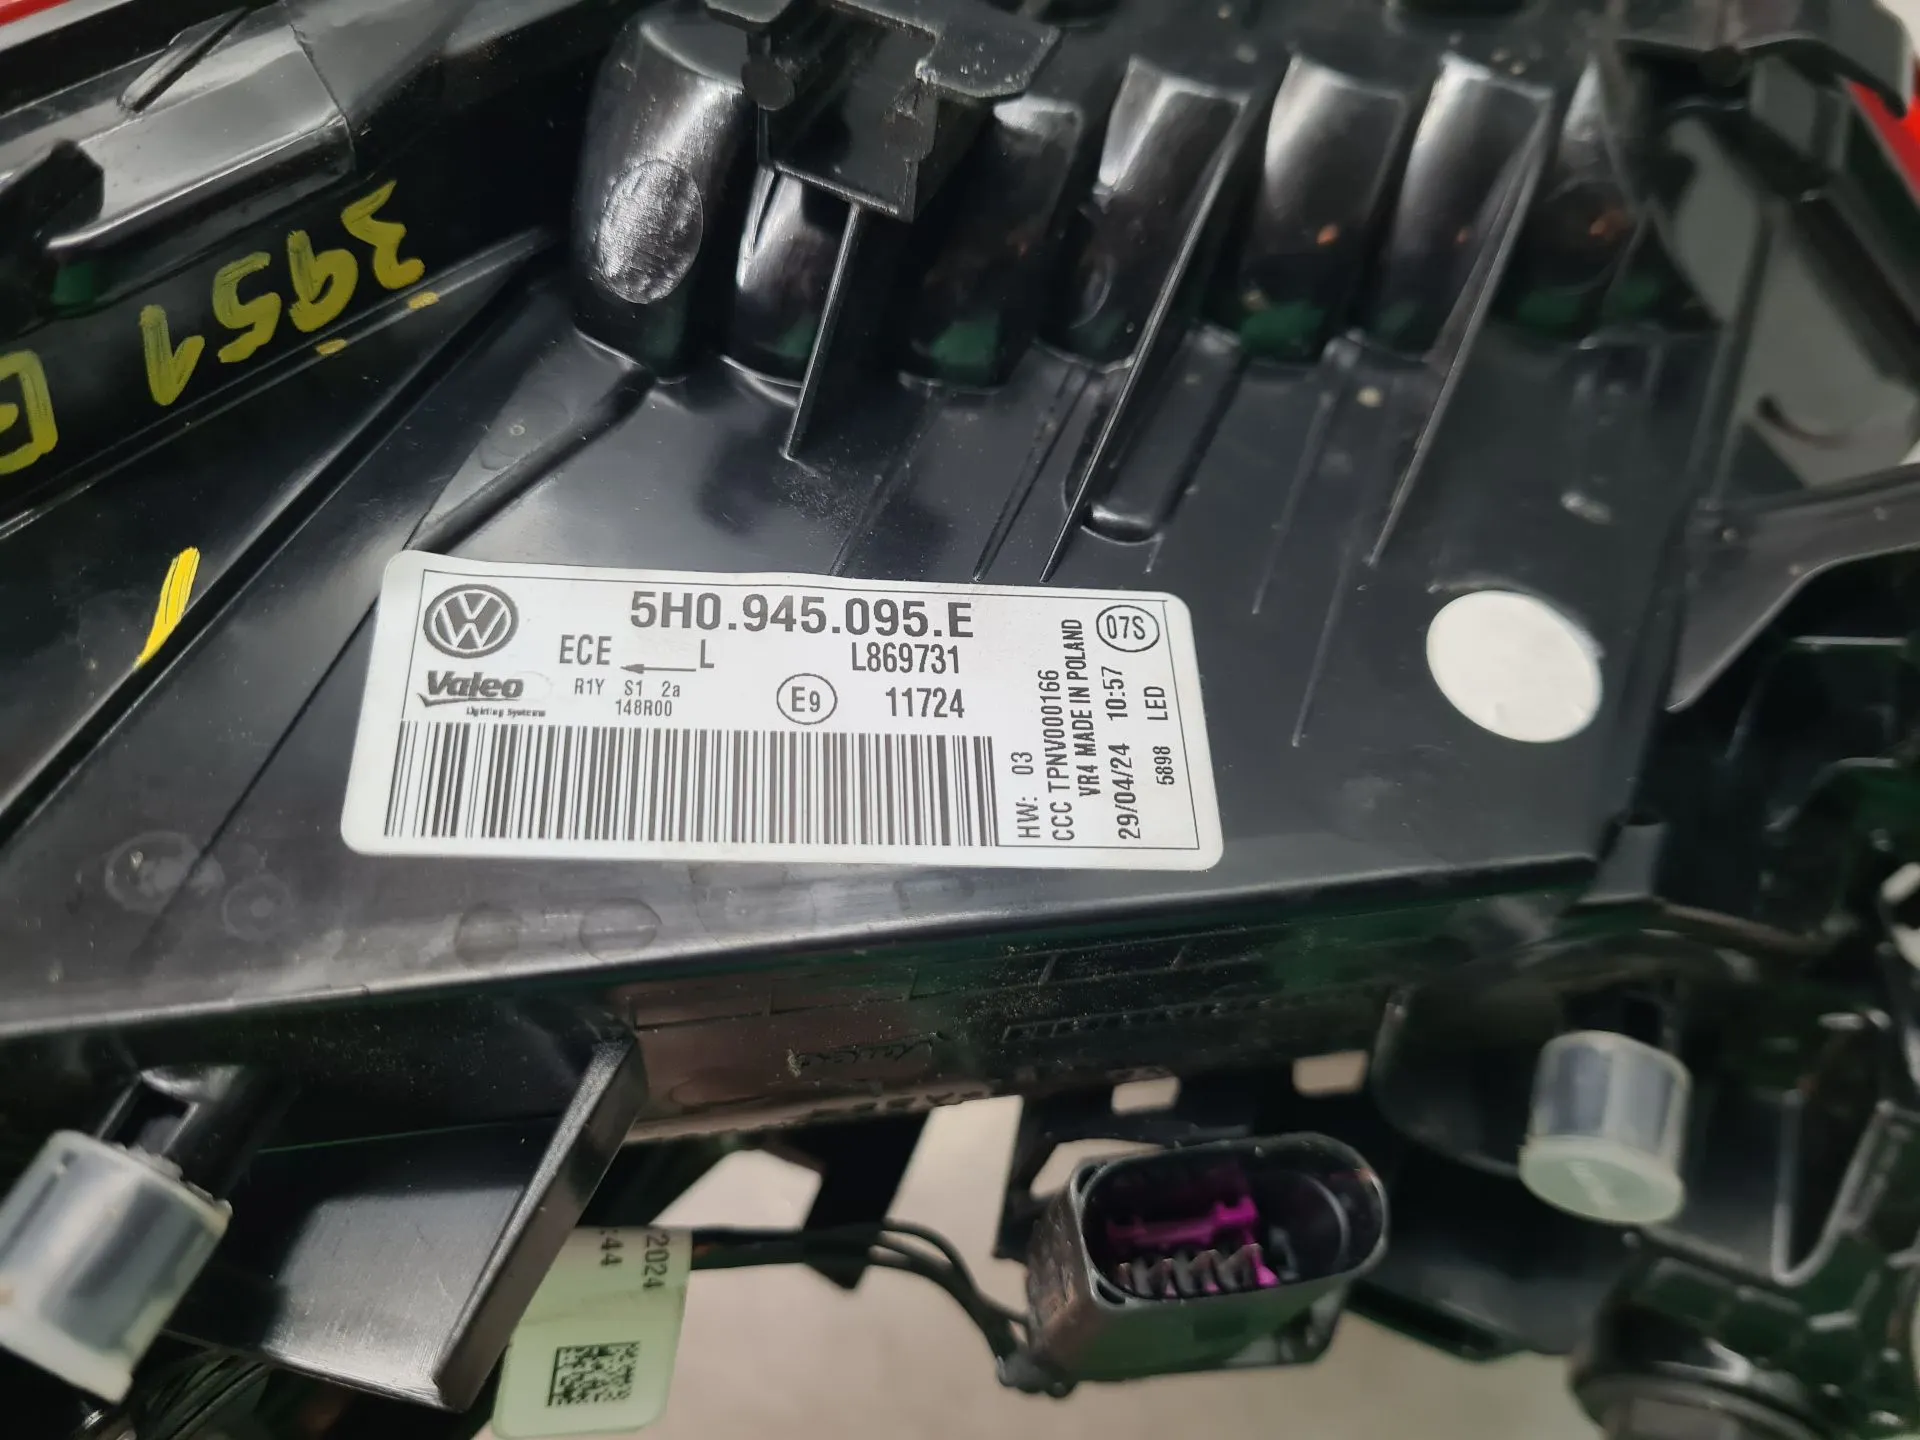 3951
5H0.945.095.E
ECE L
L869731
Valeo
Lighting Systems
R1Y S1 2a
148R00
E9
11724
HW: 03
CCC TPNV000166
VR4 MADE IN POLAND
29/04/24 10:57
5898 LED
07S
2024
:44